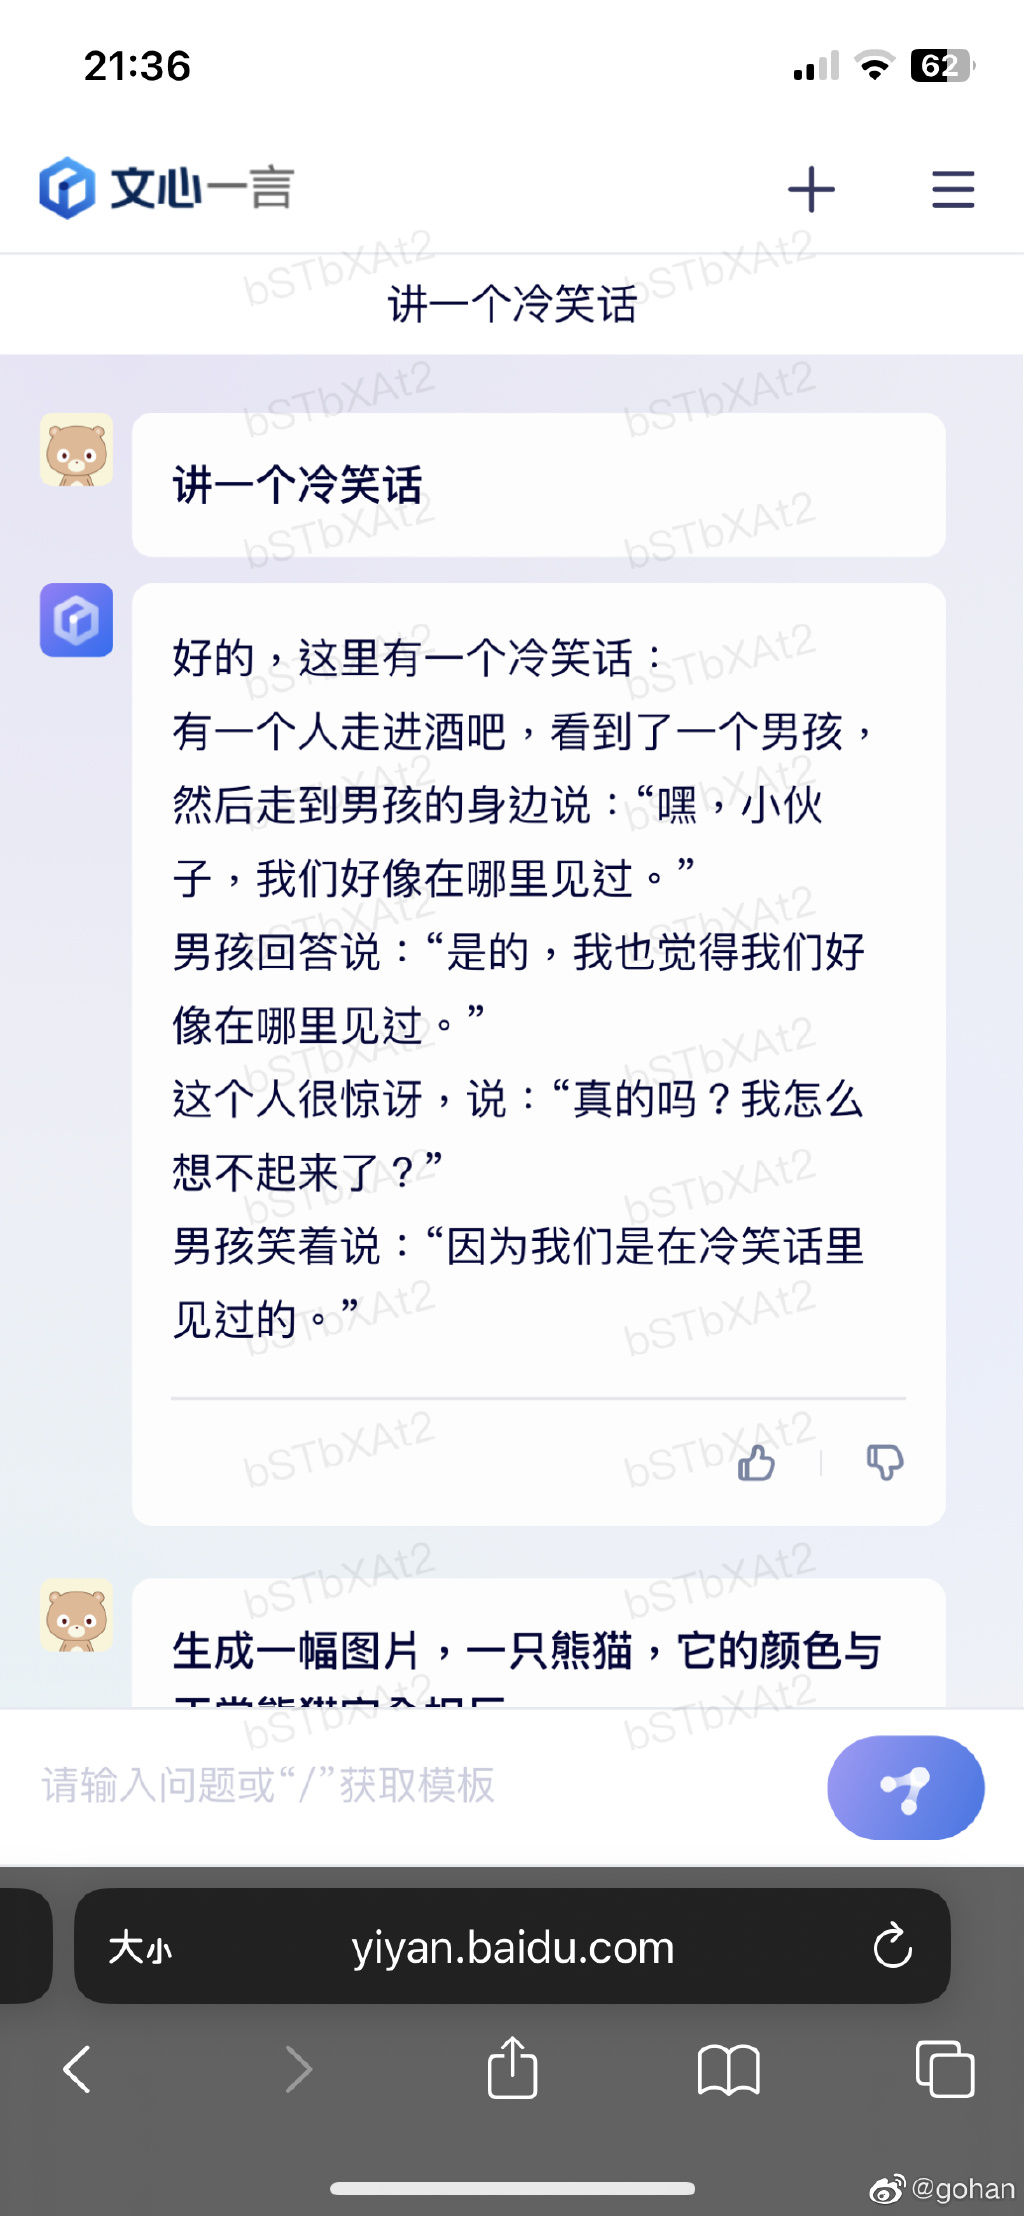 21:36
62
文心一言
讲一个冷笑话
讲一个冷笑话
好的，这里有一个冷笑话：
有一个人走进酒吧，看到了一个男孩，
然后走到男孩的身边说：“嘿，小伙
子，我们好像在哪里见过。”
男孩回答说：“是的，我也觉得我们好
像在哪里见过。”
这个人很惊讶，说：“真的吗？我怎么
想不起来了？”
男孩笑着说：“因为我们是在冷笑话里
见过的。”
生成一幅图片，一只熊猫，它的颜色与
正常熊猫完全相反
请输入问题或“/”获取模板
大小
yiyan.baidu.com
@gohan
bSTbXAt2